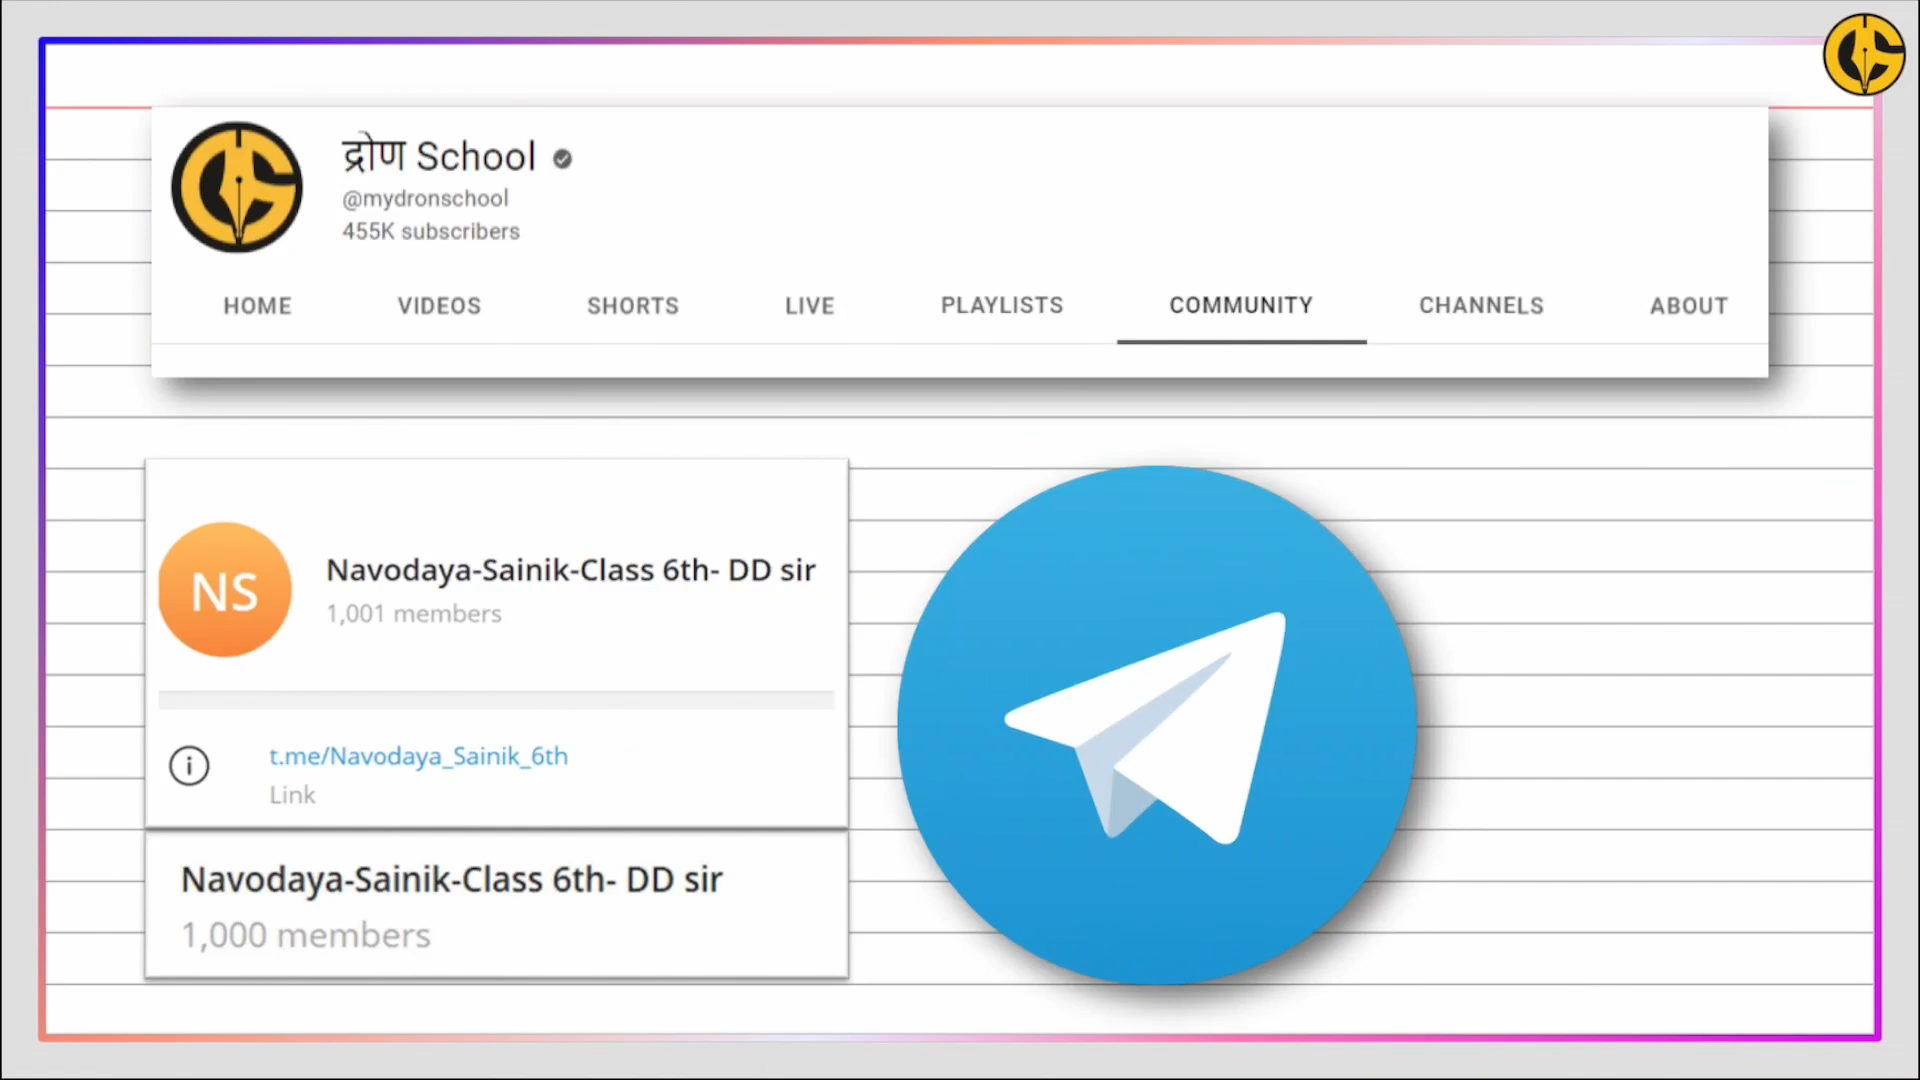 द्रोण School
@mydronschool
455K subscribers
HOME VIDEOS SHORTS LIVE PLAYLISTS COMMUNITY CHANNELS ABOUT
NS
Navodaya-Sainik-Class 6th- DD sir
1,001 members
t.me/Navodaya_Sainik_6th
Link
Navodaya-Sainik-Class 6th- DD sir
1,000 members